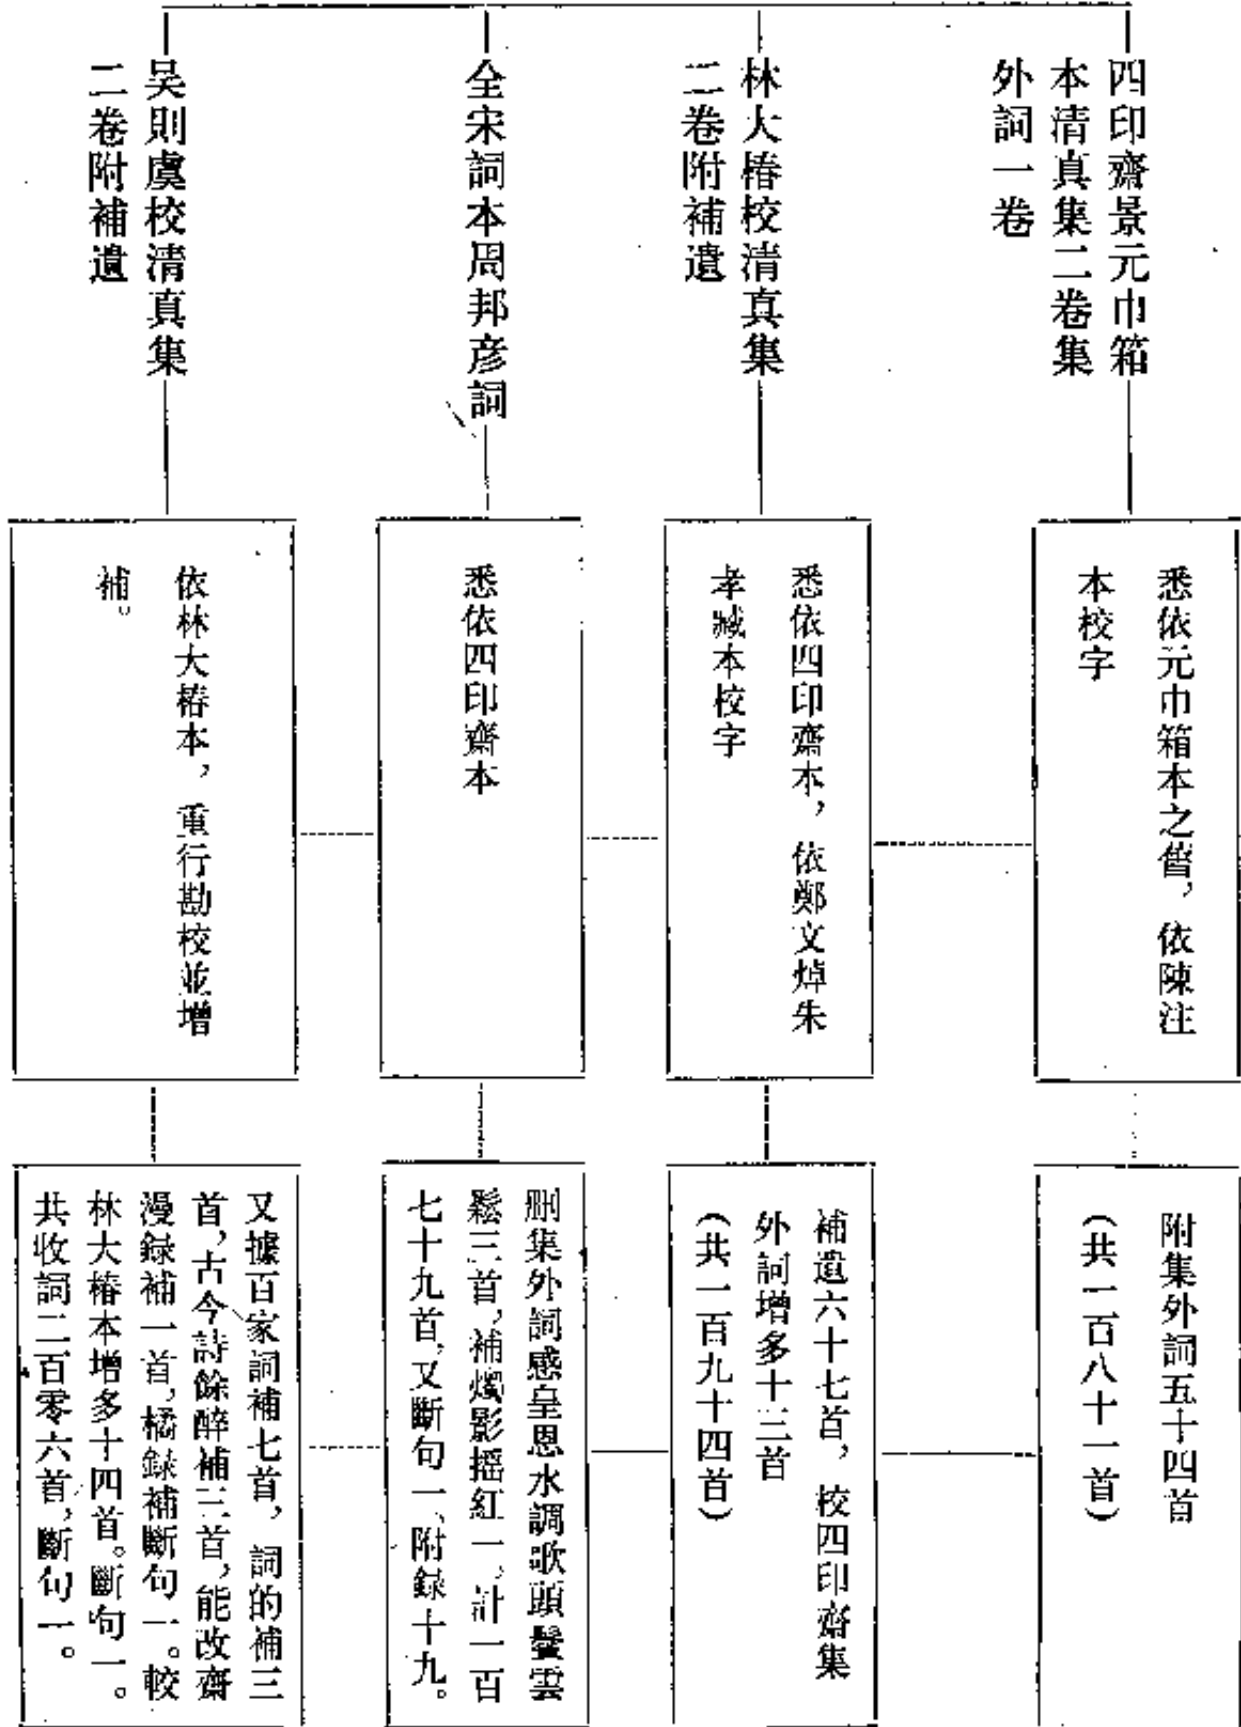 四印齋景元巾箱
本清真集二卷集
外詞一卷
悉依元巾箱本之舊，依陳注
本校字
附集外詞五十四首
（共一百八十一首）
林大椿校清真集
二卷附補遺
悉依四印齋本，依鄭文焯朱
孝臧本校字
補遺六十七首，校四印齋集
外詞增多十三首
（共一百九十四首）
全宋詞本周邦彦詞
悉依四印齋本
刪集外詞感皇恩水調歌頭鬢雲
鬆三首，補燭影摇紅一，計一百
七十九首，又斷句一、附録十九。
吴則虞校清真集
二卷附補遺
依林大椿本，重行勘校並增
補。
又據百家詞補七首，詞的補三
首，古今詩餘醉補三首，能改齋
漫録補一首，橘録補斷句一。較
林大椿本增多十四首。斷句一。
共收詞二百零六首，斷句一。